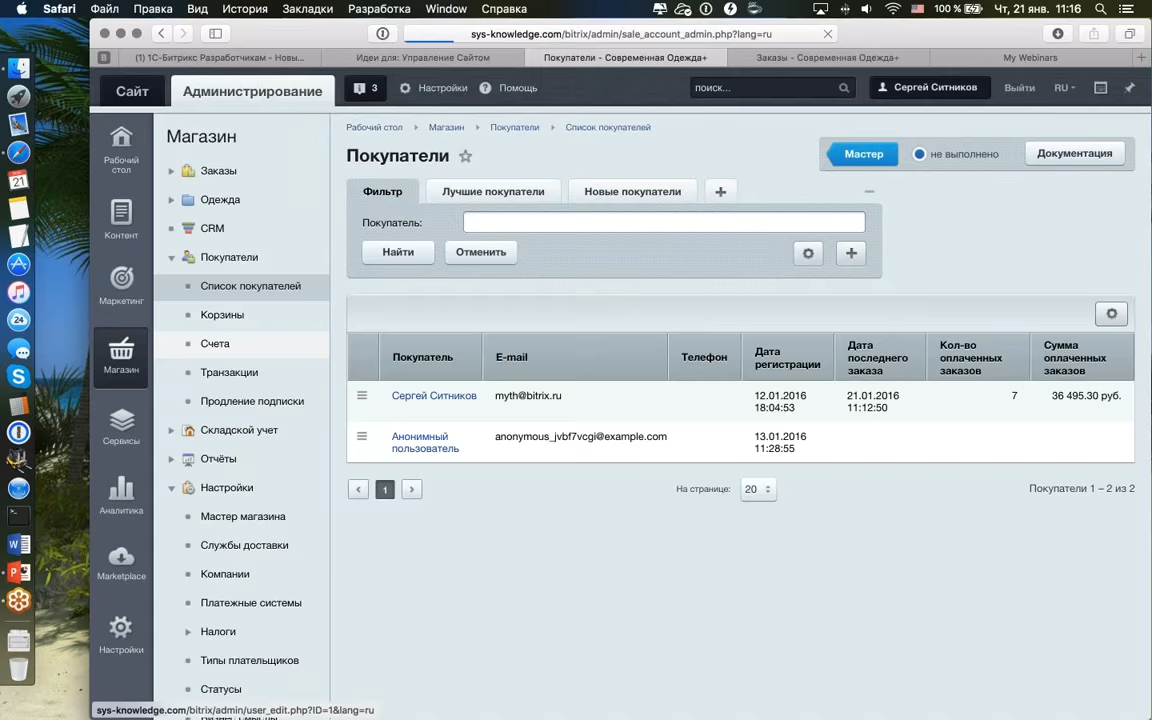 Safari Файл Правка Вид История Закладки Разработка Window Справка 100 % Чт, 21 янв. 11:16
sys-knowledge.com/bitrix/admin/sale_account_admin.php?lang=ru
(1) 1С-Битрикс Разработчикам - Новы... Идеи для: Управление Сайтом Покупатели - Современная Одежда+ Заказы - Современная Одежда+ My Webinars
Сайт Администрирование 3 Настройки Помощь поиск... Сергей Ситников Выйти RU
Рабочий стол
Контент
Маркетинг
Магазин
Сервисы
Аналитика
Marketplace
Настройки
Магазин
Заказы
Одежда
CRM
Покупатели
Список покупателей
Корзины
Счета
Транзакции
Продление подписки
Складской учет
Отчёты
Настройки
Мастер магазина
Службы доставки
Компании
Платежные системы
Налоги
Типы плательщиков
Статусы
Рабочий стол Магазин Покупатели Список покупателей
Покупатели
Мастер не выполнено Документация
Фильтр Лучшие покупатели Новые покупатели
Покупатель:
Найти Отменить
Покупатель E-mail Телефон Дата регистрации Дата последнего заказа Кол-во оплаченных заказов Сумма оплаченных заказов
Сергей Ситников myth@bitrix.ru 12.01.2016 18:04:53 21.01.2016 11:12:50 7 36 495.30 руб.
Анонимный пользователь anonymous_jvbf7vcgi@example.com 13.01.2016 11:28:55
1 На странице: 20 Покупатели 1 – 2 из 2
sys-knowledge.com/bitrix/admin/user_edit.php?ID=1&lang=ru